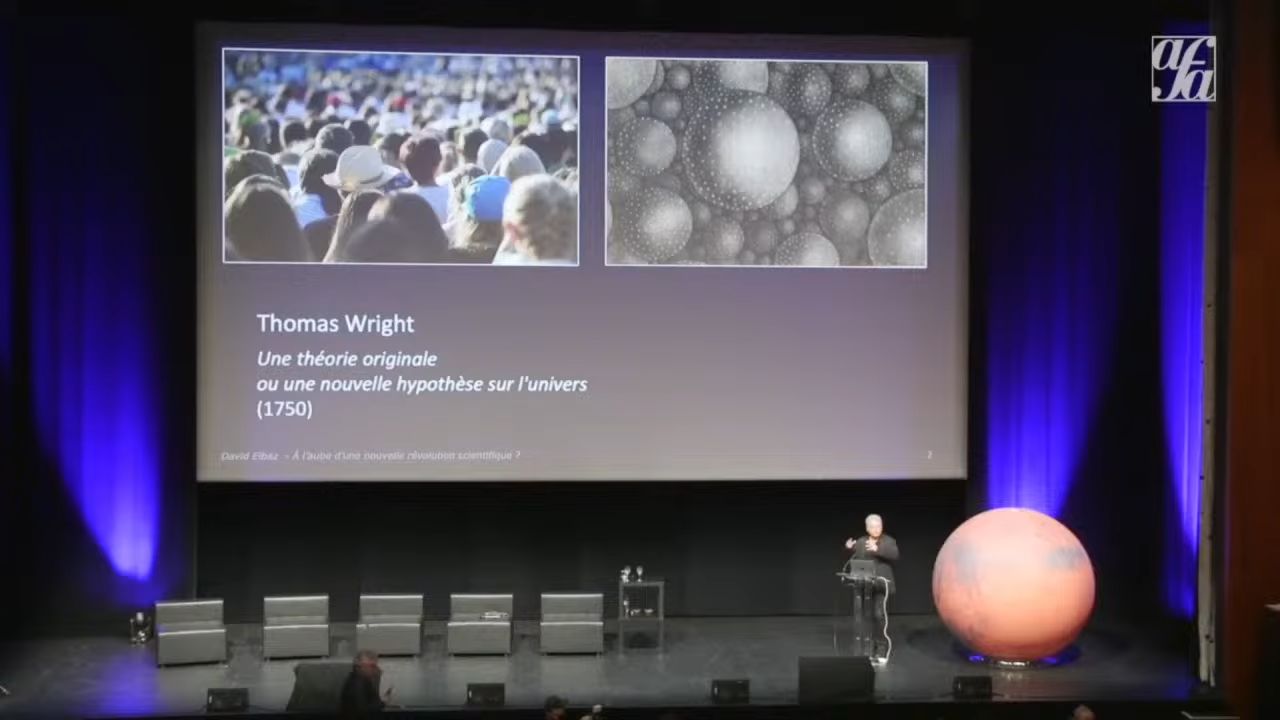 afa
Thomas Wright
Une théorie originale
ou une nouvelle hypothèse sur l'univers
(1750)
David Elbaz - À l'aube d'une nouvelle révolution scientifique ?
2